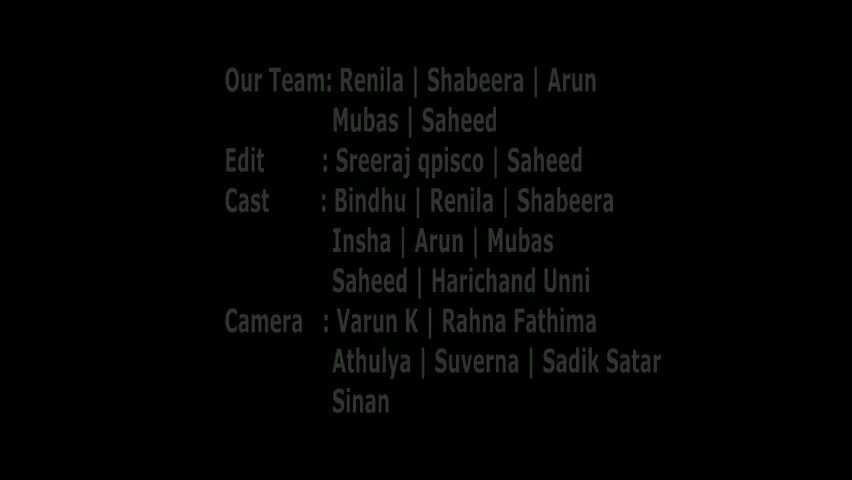 Our Team: Renila | Shabeera | Arun
Mubas | Saheed
Edit : Sreeraj qpisco | Saheed
Cast : Bindhu | Renila | Shabeera
Insha | Arun | Mubas
Saheed | Harichand Unni
Camera : Varun K | Rahna Fathima
Athulya | Suverna | Sadik Satar
Sinan